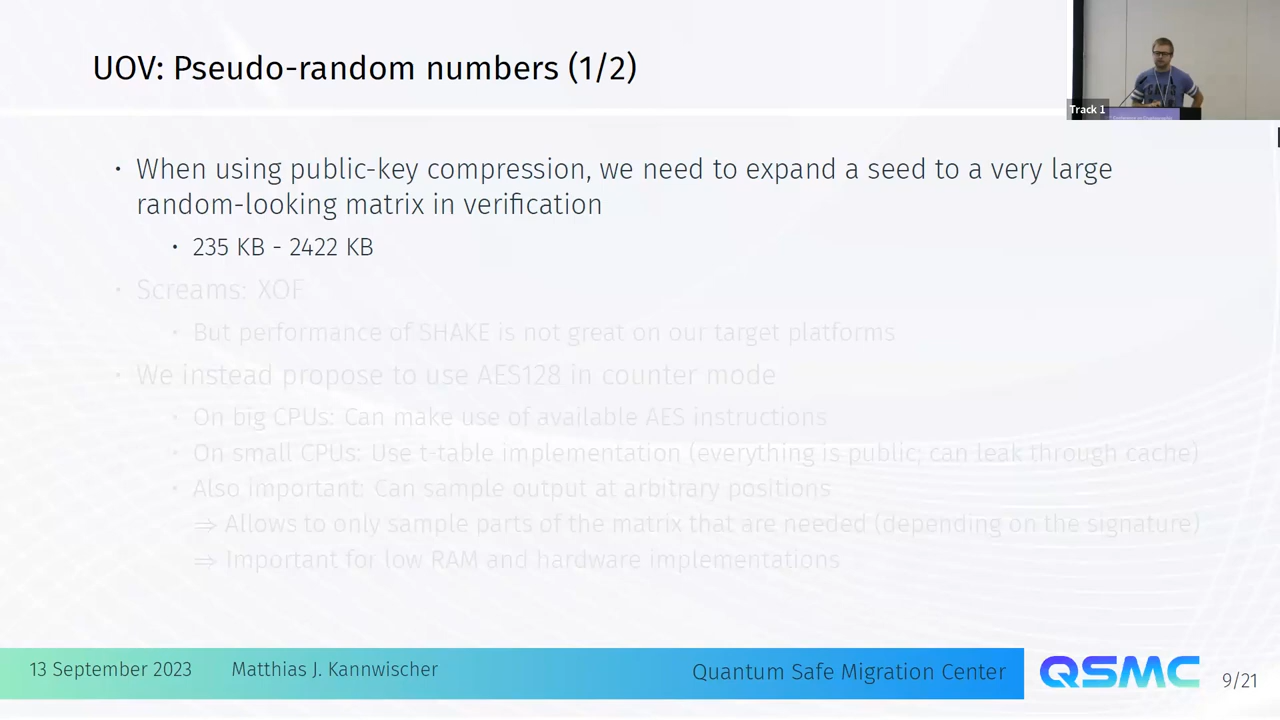 UOV: Pseudo-random numbers (1/2)
Track 1
• When using public-key compression, we need to expand a seed to a very large
random-looking matrix in verification
• 235 KB - 2422 KB
• Screams: XOF
• But performance of SHAKE is not great on our target platforms
• We instead propose to use AES128 in counter mode
• On big CPUs: Can make use of available AES instructions
• On small CPUs: Use t-table implementation (everything is public; can leak through cache)
• Also important: Can sample output at arbitrary positions
⇒ Allows to only sample parts of the matrix that are needed (depending on the signature)
⇒ Important for low RAM and hardware implementations
13 September 2023 Matthias J. Kannwischer Quantum Safe Migration Center QSMC 9/21